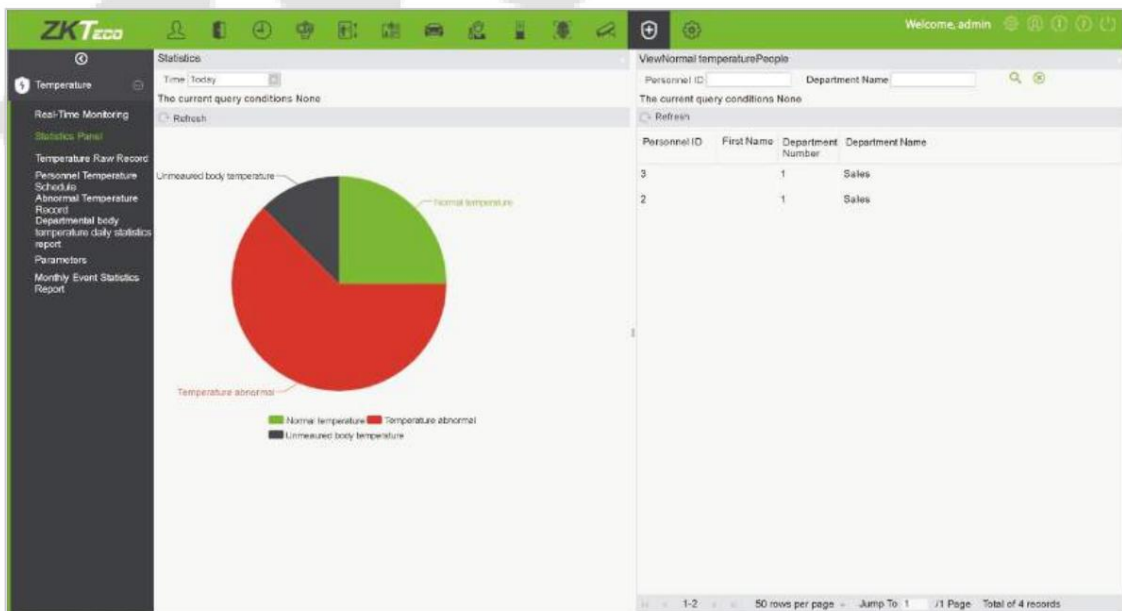 ZKTECO
Welcome, admin
Temperature
Real-Time Monitoring
Statistics Panel
Temperature Raw Record
Personnel Temperature
Schedule
Abnormal Temperature
Record
Departmental body
temperature daily statistics
report
Parameters
Monthly Event Statistics
Report
Statistics
Time Today
The current query conditions None
Refresh
Unmeaured body temperature
Normal temperature
Temperature abnormal
Normal temperature Temperature abnormal
Unmeaured body temperature
ViewNormal temperaturePeople
Personnel ID Department Name
The current query conditions None
Refresh
Personnel ID First Name Department Number Department Name
3 1 Sales
2 1 Sales
1-2 50 rows per page Jump To 1 /1 Page Total of 4 records